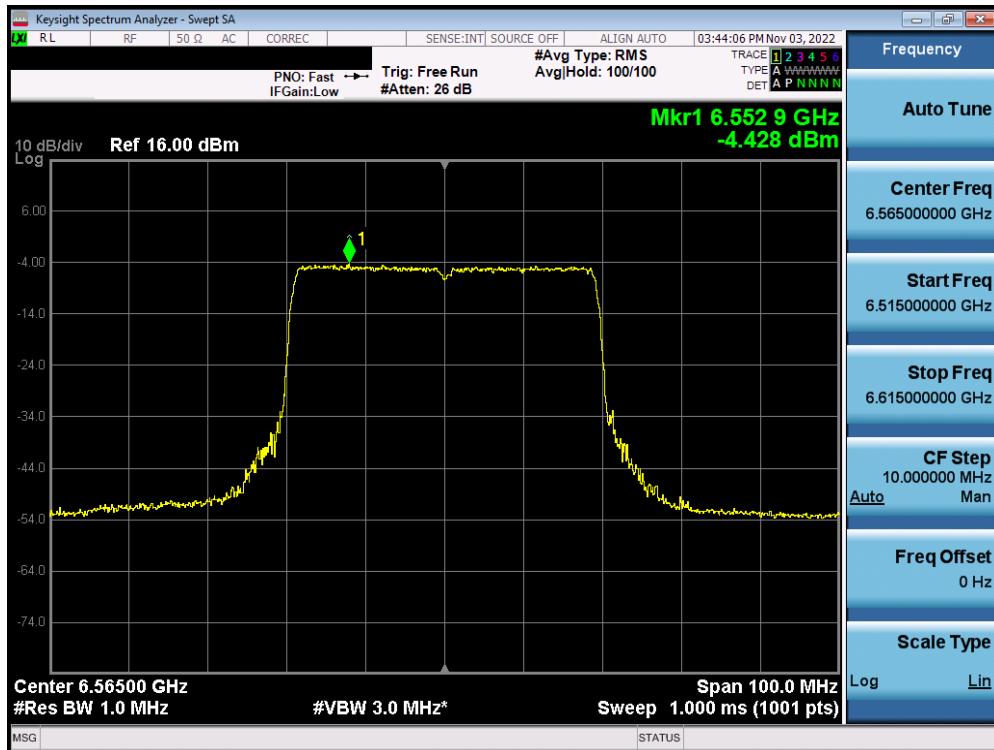 Keysight Spectrum Analyzer - Swept SA
LXI RL RF 50 Ω AC CORREC SENSE:INT SOURCE OFF ALIGN AUTO 03:44:06 PM Nov 03, 2022
PNO: Fast
IFGain:Low
Trig: Free Run
#Atten: 26 dB
#Avg Type: RMS
Avg|Hold: 100/100
TRACE 1 2 3 4 5 6
TYPE A WWWWW
DET A P N N N N
Mkr1 6.552 9 GHz
-4.428 dBm
10 dB/div
Log
Ref 16.00 dBm
1
6.00
-4.00
-14.0
-24.0
-34.0
-44.0
-54.0
-64.0
-74.0
Center 6.56500 GHz
Span 100.0 MHz
#Res BW 1.0 MHz
#VBW 3.0 MHz*
Sweep 1.000 ms (1001 pts)
MSG
STATUS
Frequency
Auto Tune
Center Freq
6.565000000 GHz
Start Freq
6.515000000 GHz
Stop Freq
6.615000000 GHz
CF Step
10.000000 MHz
Auto Man
Freq Offset
0 Hz
Scale Type
Log Lin